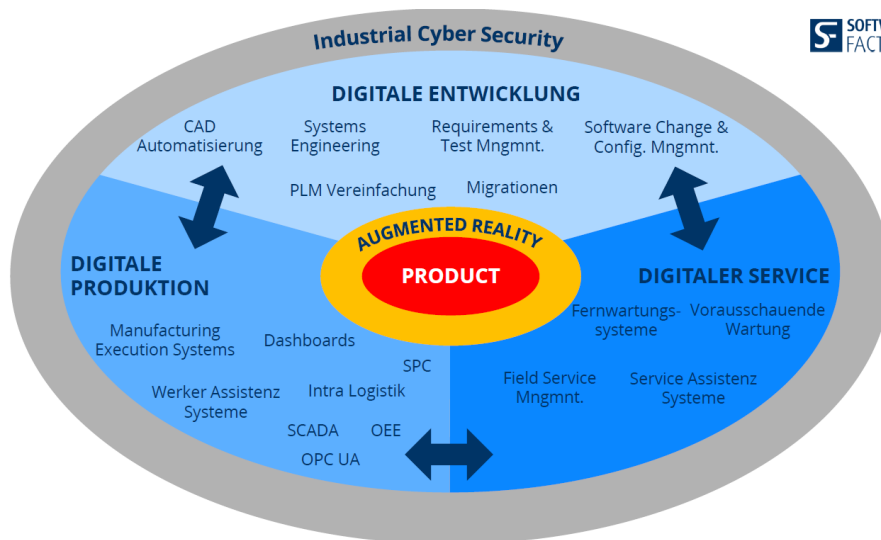 Industrial Cyber Security
SOFTW
FACT
DIGITALE ENTWICKLUNG
CAD
Automatisierung
Systems
Engineering
Requirements &
Test Mngmnt.
Software Change &
Config. Mngmnt.
PLM Vereinfachung
Migrationen
AUGMENTED REALITY
PRODUCT
DIGITALE
PRODUKTION
Manufacturing
Execution Systems
Dashboards
SPC
Werker Assistenz
Systeme
Intra Logistik
SCADA
OEE
OPC UA
DIGITALER SERVICE
Fernwartungs-
systeme
Vorausschauende
Wartung
Field Service
Mngmnt.
Service Assistenz
Systeme